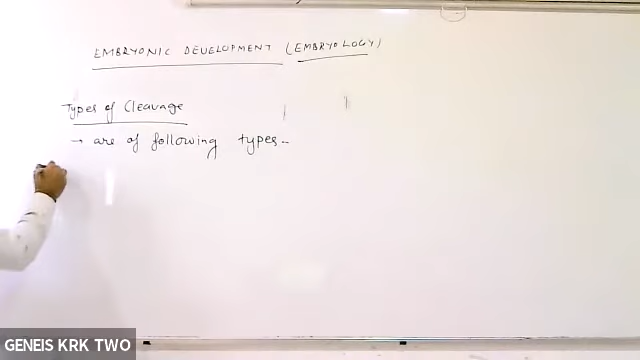 EMBRYONIC DEVELOPMENT (EMBRYOLOGY)
Types of Cleavage
→ are of following types-
GENEIS KRK TWO